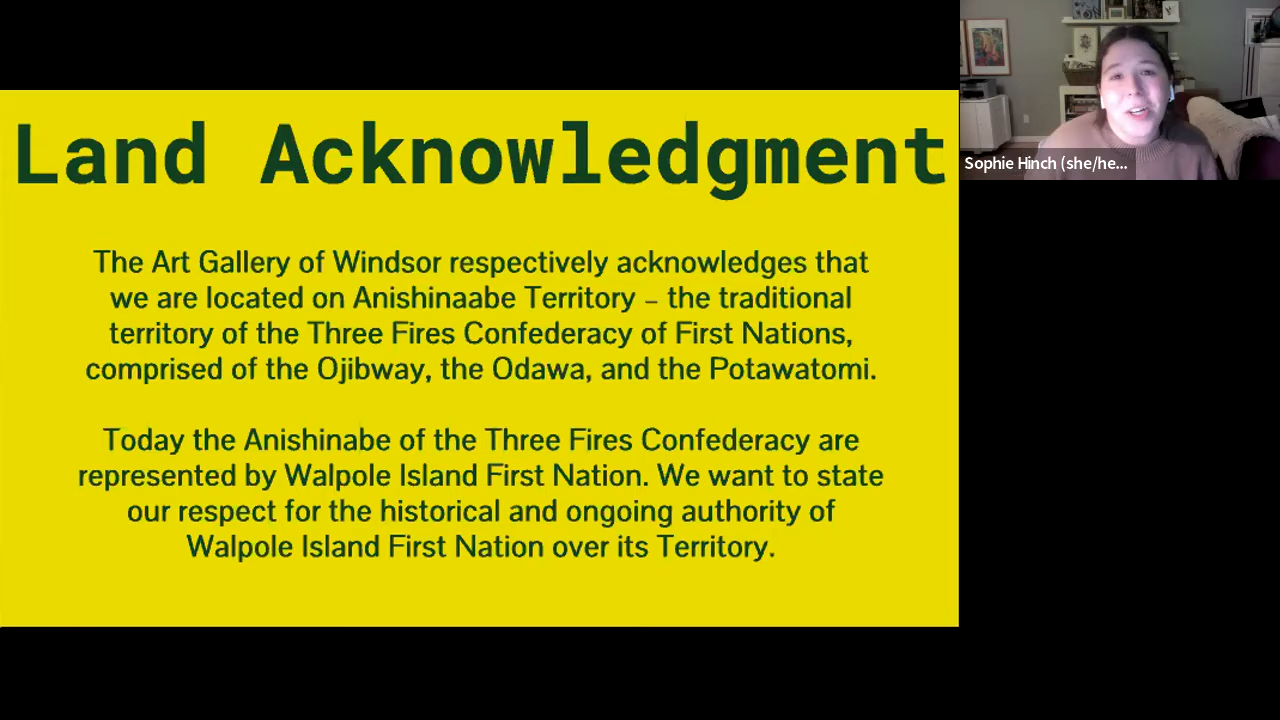 Land Acknowledgment
The Art Gallery of Windsor respectively acknowledges that
we are located on Anishinaabe Territory – the traditional
territory of the Three Fires Confederacy of First Nations,
comprised of the Ojibway, the Odawa, and the Potawatomi.
Today the Anishinabe of the Three Fires Confederacy are
represented by Walpole Island First Nation. We want to state
our respect for the historical and ongoing authority of
Walpole Island First Nation over its Territory.
Sophie Hinch (she/he...